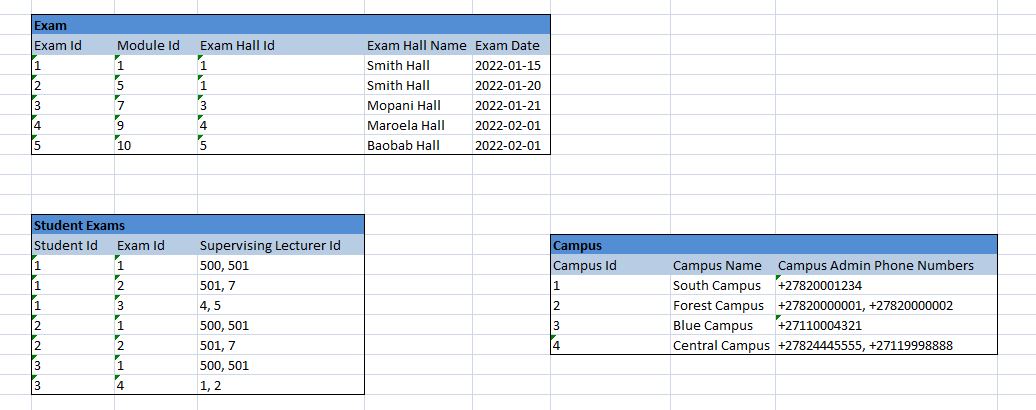 Exam
Exam Id Module Id Exam Hall Id Exam Hall Name Exam Date
1 1 1 Smith Hall 2022-01-15
2 5 1 Smith Hall 2022-01-20
3 7 3 Mopani Hall 2022-01-21
4 9 4 Maroela Hall 2022-02-01
5 10 5 Baobab Hall 2022-02-01
Student Exams
Student Id Exam Id Supervising Lecturer Id
1 1 500, 501
1 2 501, 7
1 3 4, 5
2 1 500, 501
2 2 501, 7
3 1 500, 501
3 4 1, 2
Campus
Campus Id Campus Name Campus Admin Phone Numbers
1 South Campus +27820001234
2 Forest Campus +27820000001, +27820000002
3 Blue Campus +27110004321
4 Central Campus +27824445555, +27119998888